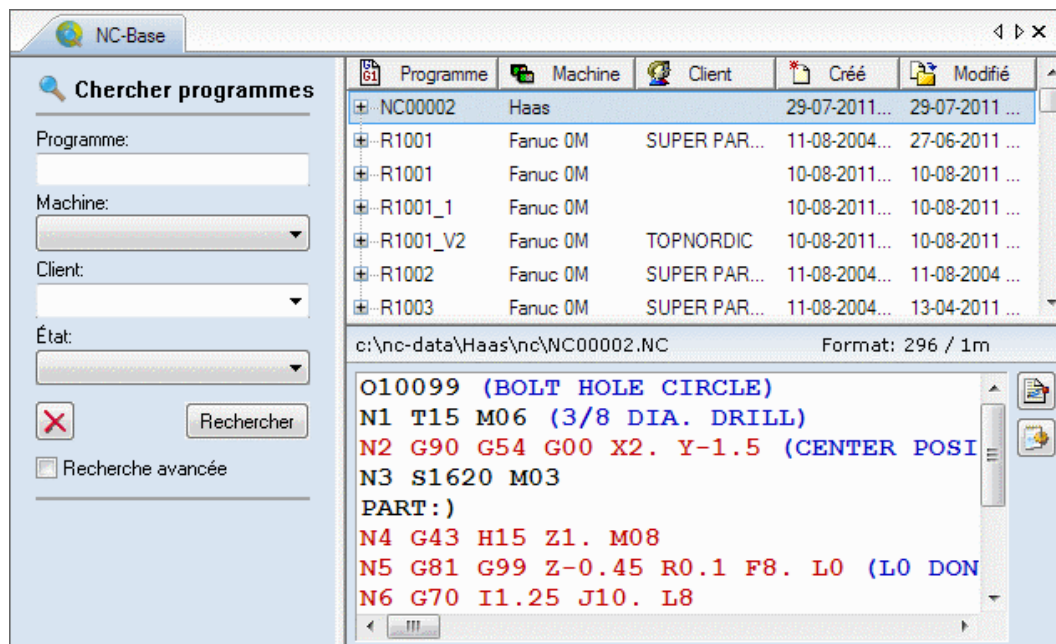 NC-Base
Chercher programmes
Programme:
Machine:
Client:
État:
Rechercher
Recherche avancée
Programme Machine Client Créé Modifié
NC00002 Haas 29-07-2011... 29-07-2011 ...
R1001 Fanuc 0M SUPER PAR... 11-08-2004... 27-06-2011 ...
R1001 Fanuc 0M 10-08-2011... 10-08-2011 ...
R1001_1 Fanuc 0M 10-08-2011... 10-08-2011 ...
R1001_V2 Fanuc 0M TOPNORDIC 10-08-2011... 10-08-2011 ...
R1002 Fanuc 0M SUPER PAR... 11-08-2004... 11-08-2004 ...
R1003 Fanuc 0M SUPER PAR... 11-08-2004... 13-04-2011 ...
c:\nc-data\Haas\nc\NC00002.NC Format: 296 / 1m
O10099 (BOLT HOLE CIRCLE)
N1 T15 M06 (3/8 DIA. DRILL)
N2 G90 G54 G00 X2. Y-1.5 (CENTER POSI
N3 S1620 M03
PART:)
N4 G43 H15 Z1. M08
N5 G81 G99 Z-0.45 R0.1 F8. L0 (L0 DON
N6 G70 I1.25 J10. L8